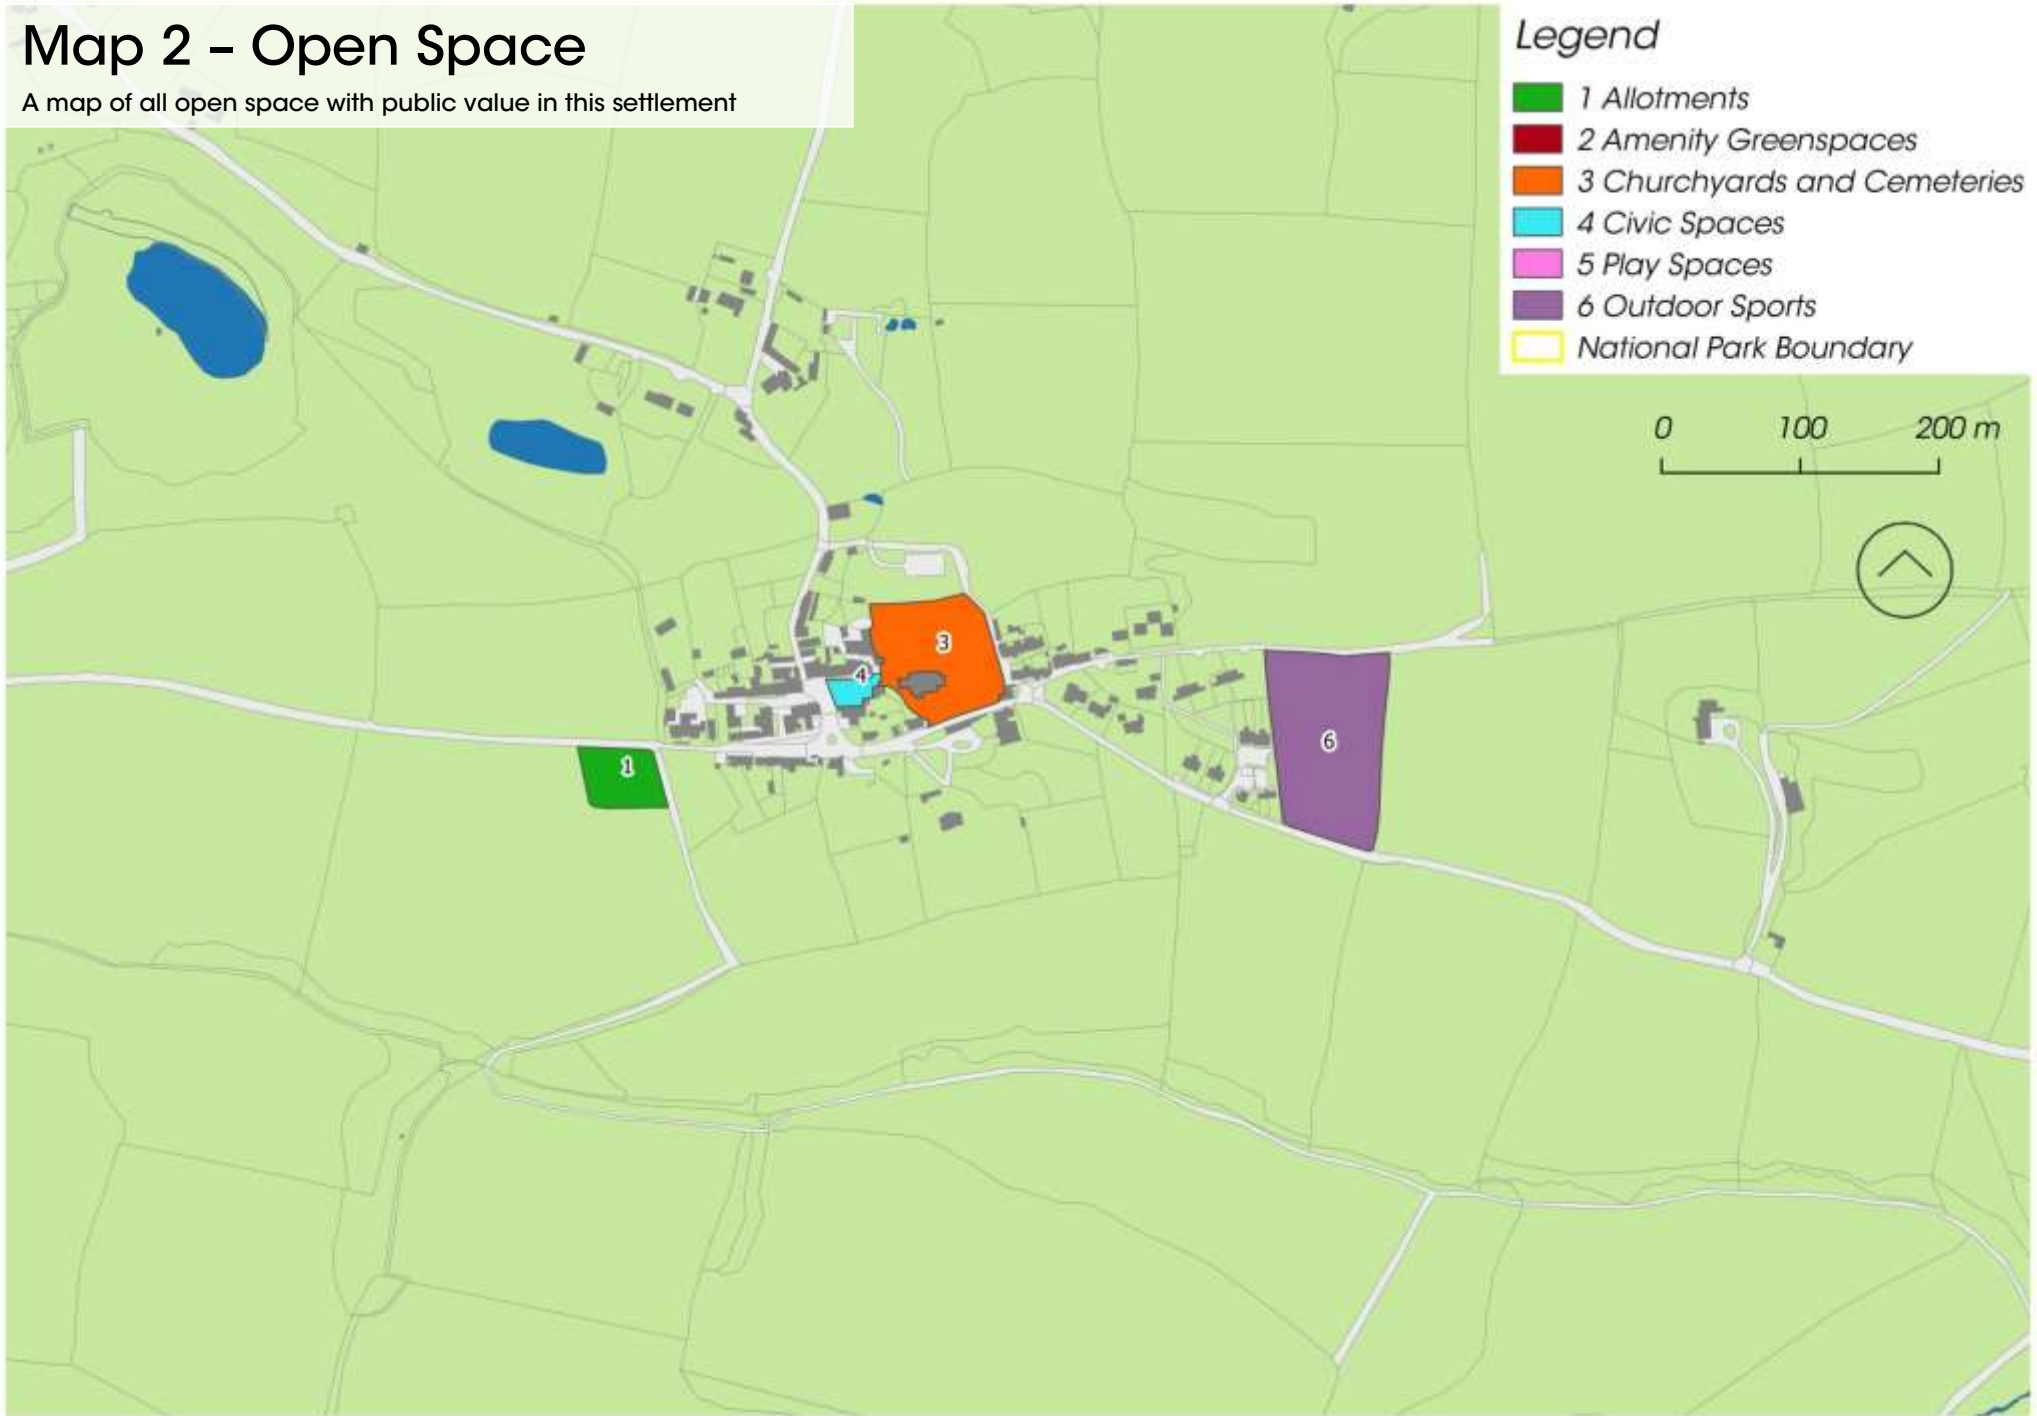 Map 2 – Open Space
A map of all open space with public value in this settlement
Legend
1 Allotments
2 Amenity Greenspaces
3 Churchyards and Cemeteries
4 Civic Spaces
5 Play Spaces
6 Outdoor Sports
National Park Boundary
0 100 200 m
3
4
6
1